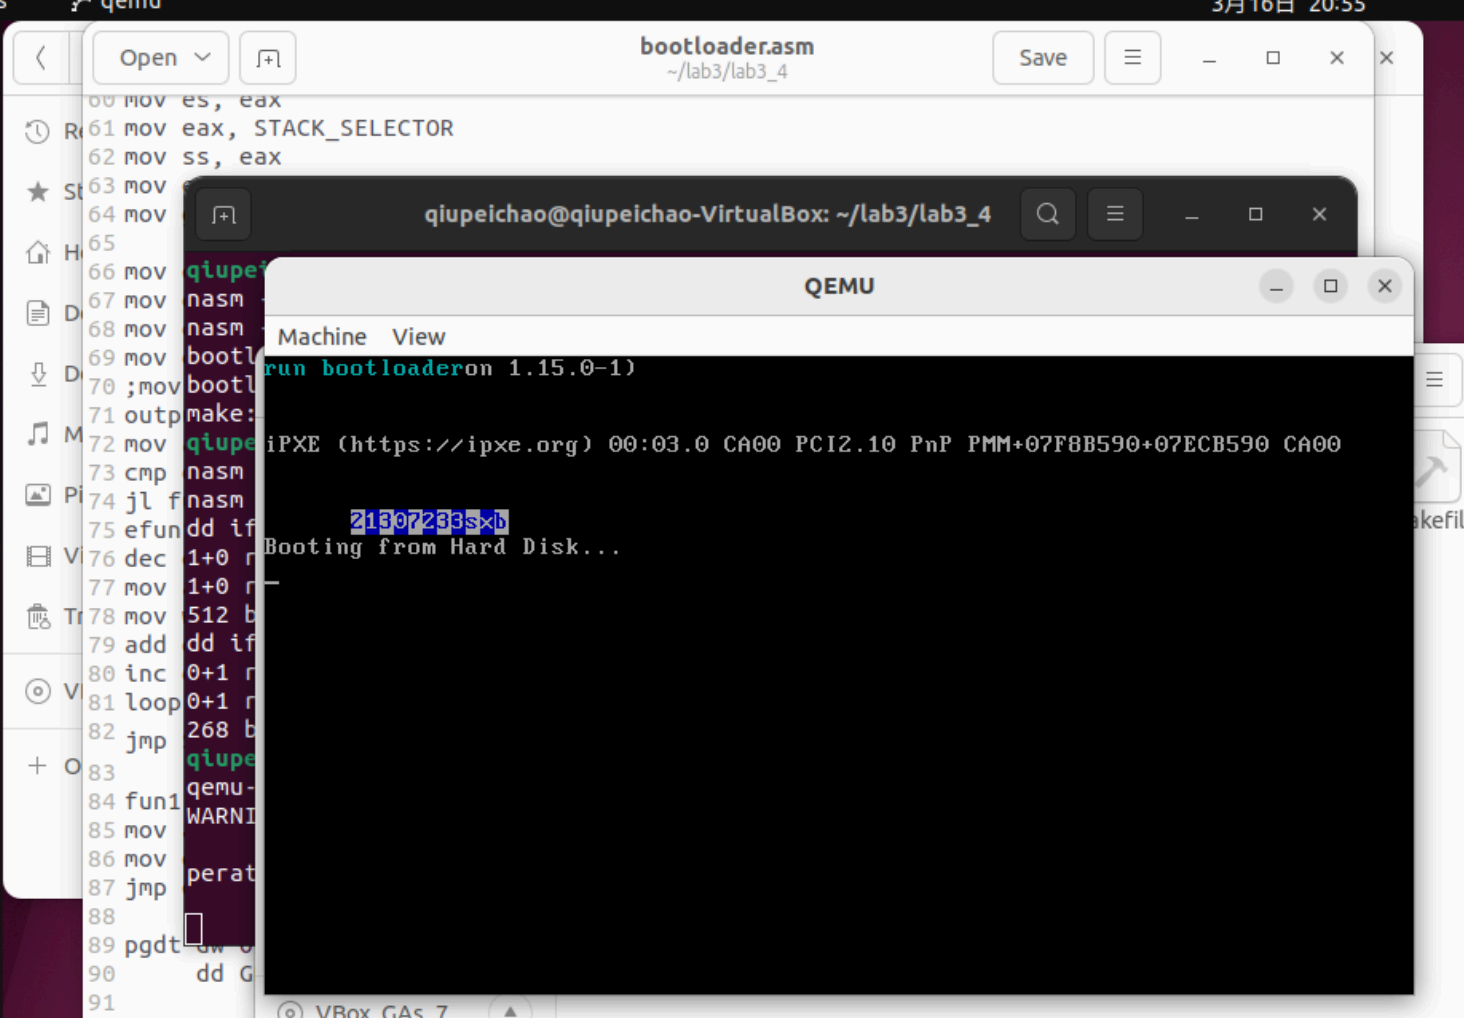 qemu
3月16日 20:55
Open
bootloader.asm
~/lab3/lab3_4
Save
60 mov es, eax
61 mov eax, STACK_SELECTOR
62 mov ss, eax
63 mov
64 mov
65
66 mov
67 mov
68 mov
69 mov
70 ;mov
71 outp
72 mov
73 cmp
74 jl f
75 efun
76 dec
77 mov
78 mov
79 add
80 inc
81 loop
82 jmp
83
84 fun1
85 mov
86 mov
87 jmp
88
89 pgdt dw 0
90 dd G
91
Re
St
H
D
D
M
Pi
Vi
Tr
V
O
qiupeichao@qiupeichao-VirtualBox: ~/lab3/lab3_4
qiupei
nasm -
nasm -
bootl
bootl
make:
qiupe
nasm
nasm
dd if
1+0 r
1+0 r
512 b
dd if
0+1 r
0+1 r
268 b
qiupe
qemu-
WARNI
perat
QEMU
Machine View
run bootloaderon 1.15.0-1)
iPXE (https://ipxe.org) 00:03.0 CA00 PCI2.10 PnP PMM+07F8B590+07ECB590 CA00
21307233sxb
Booting from Hard Disk...
akefil
VBox_GAs_7